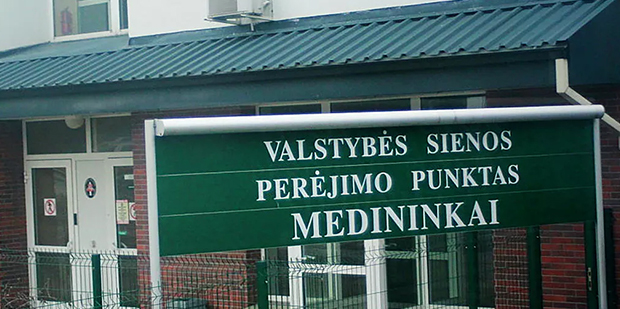 VALSTYBĖS SIENOS
PERĖJIMO PUNKTAS
MEDININKAI